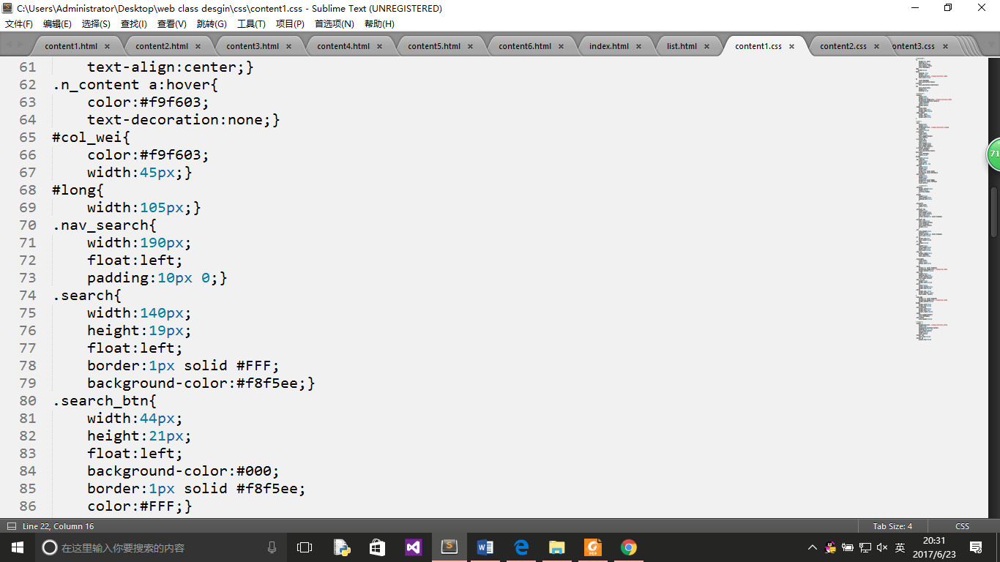 C:\Users\Administrator\Desktop\web class desgin\css\content1.css - Sublime Text (UNREGISTERED)
文件(F) 编辑(E) 选择(S) 查找(I) 查看(V) 跳转(G) 工具(T) 项目(P) 首选项(N) 帮助(H)
content1.html × content2.html × content3.html × content4.html × content5.html × content6.html × index.html × list.html × content1.css × content2.css × ontent3.css ×
61 text-align:center;}
62 .n_content a:hover{
63 color:#f9f603;
64 text-decoration:none;}
65 #col_wei{
66 color:#f9f603;
67 width:45px;}
68 #long{
69 width:105px;}
70 .nav_search{
71 width:190px;
72 float:left;
73 padding:10px 0;}
74 .search{
75 width:140px;
76 height:19px;
77 float:left;
78 border:1px solid #FFF;
79 background-color:#f8f5ee;}
80 .search_btn{
81 width:44px;
82 height:21px;
83 float:left;
84 background-color:#000;
85 border:1px solid #f8f5ee;
86 color:#FFF;}
71
Line 22, Column 16 Tab Size: 4 CSS
在这里输入你要搜索的内容
英
20:31
2017/6/23